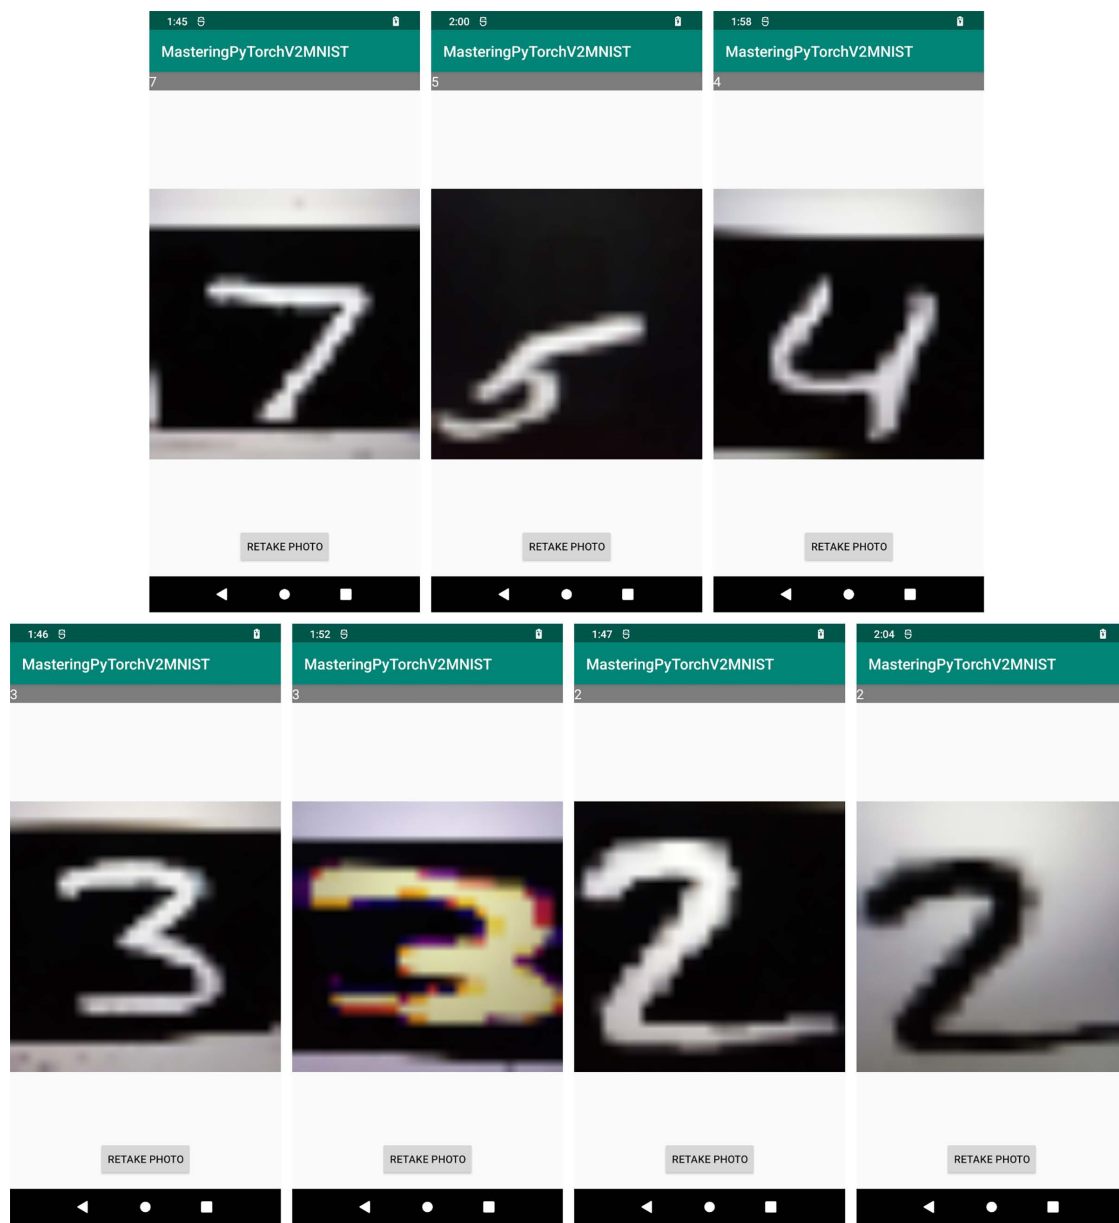 1:45
MasteringPyTorchV2MNIST
7
7
RETAKE PHOTO
2:00
MasteringPyTorchV2MNIST
5
5
RETAKE PHOTO
1:58
MasteringPyTorchV2MNIST
4
4
RETAKE PHOTO
1:46
MasteringPyTorchV2MNIST
3
3
RETAKE PHOTO
1:52
MasteringPyTorchV2MNIST
3
3
RETAKE PHOTO
1:47
MasteringPyTorchV2MNIST
2
2
RETAKE PHOTO
2:04
MasteringPyTorchV2MNIST
2
2
RETAKE PHOTO